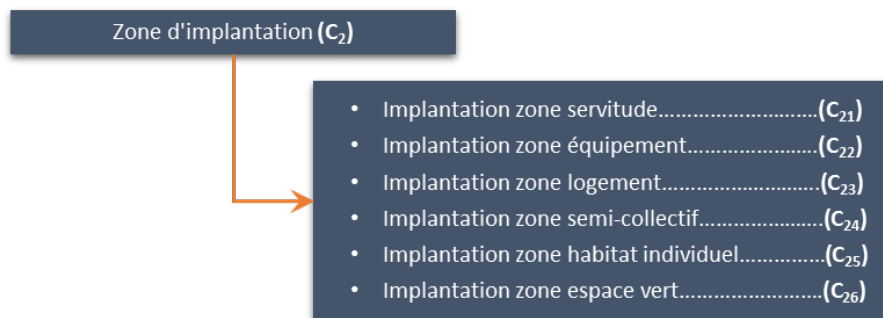 Zone d'implantation (C₂)
• Implantation zone servitude..............................(C₂₁)
• Implantation zone équipement........................(C₂₂)
• Implantation zone logement.............................(C₂₃)
• Implantation zone semi-collectif.......................(C₂₄)
• Implantation zone habitat individuel................(C₂₅)
• Implantation zone espace vert..........................(C₂₆)